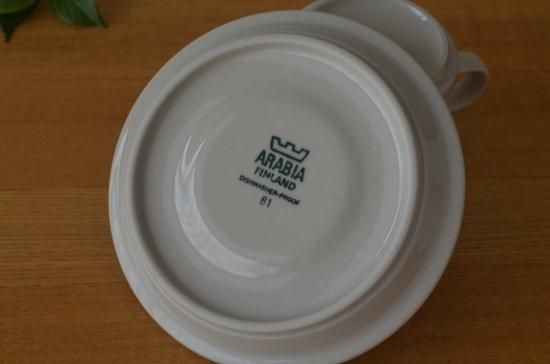 ARABIA
FINLAND
DISHWASHER-PROOF
61